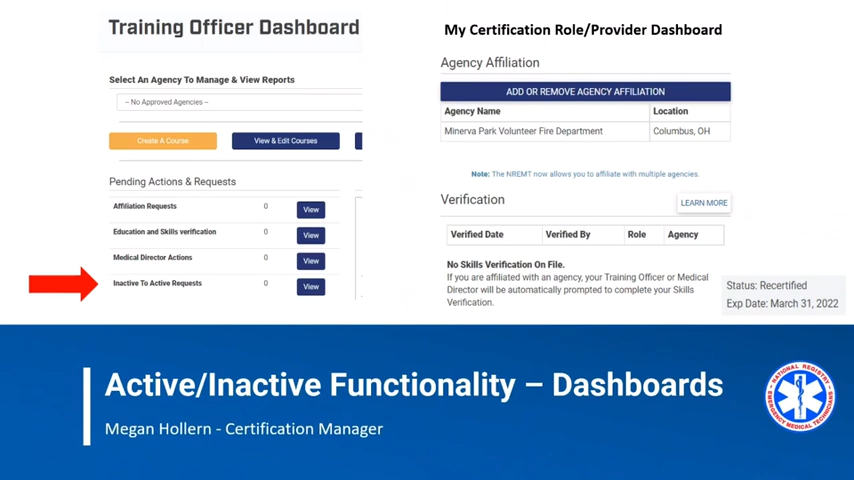 Training Officer Dashboard
Select An Agency To Manage & View Reports
-- No Approved Agencies --
Create A Course
View & Edit Courses
Pending Actions & Requests
Affiliation Requests 0 View
Education and Skills verification 0 View
Medical Director Actions 0 View
Inactive To Active Requests 0 View
My Certification Role/Provider Dashboard
Agency Affiliation
ADD OR REMOVE AGENCY AFFILIATION
Agency Name Location
Minerva Park Volunteer Fire Department Columbus, OH
Note: The NREMT now allows you to affiliate with multiple agencies.
Verification
LEARN MORE
Verified Date Verified By Role Agency
No Skills Verification On File.
If you are affiliated with an agency, your Training Officer or Medical
Director will be automatically prompted to complete your Skills
Verification.
Status: Recertified
Exp Date: March 31, 2022
Active/Inactive Functionality – Dashboards
Megan Hollern - Certification Manager
NATIONAL REGISTRY
EMERGENCY MEDICAL TECHNICIANS